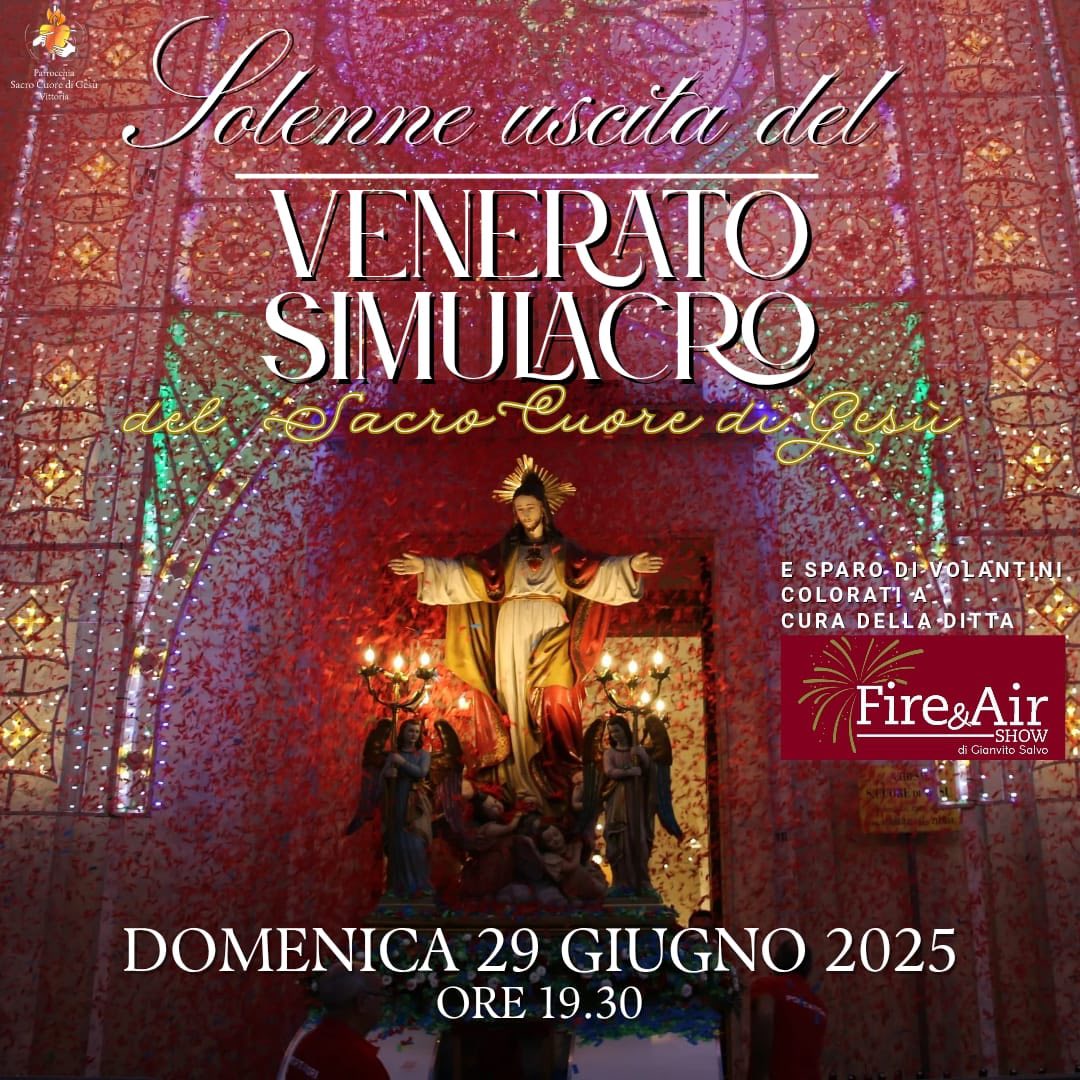 Parrocchia
Sacro Cuore di Gesù
Vittoria
Solenne uscita del
VENERATO
SIMULACRO
del Sacro Cuore di Gesù
E SPARO DI VOLANTINI
COLORATI A
CURA DELLA DITTA
Fire&Air
SHOW
di Gianvito Salvo
DOMENICA 29 GIUGNO 2025
ORE 19.30